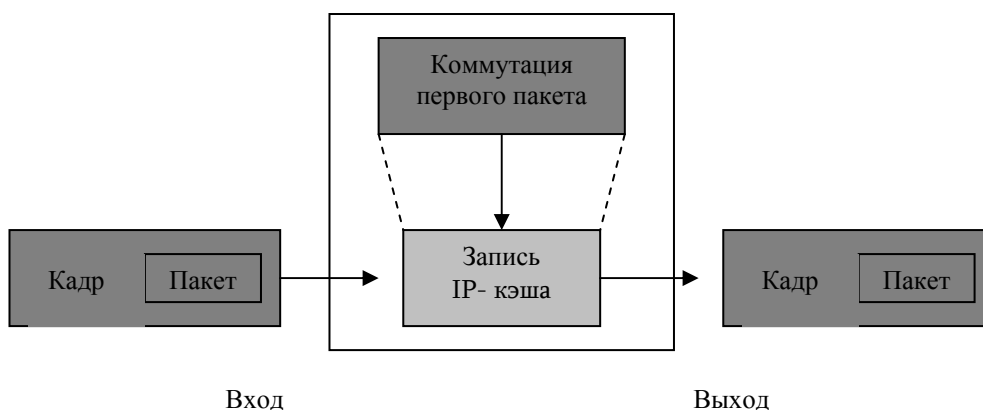 Коммутация
первого пакета
Кадр
Пакет
Запись
IP- кэша
Кадр
Пакет
Вход
Выход